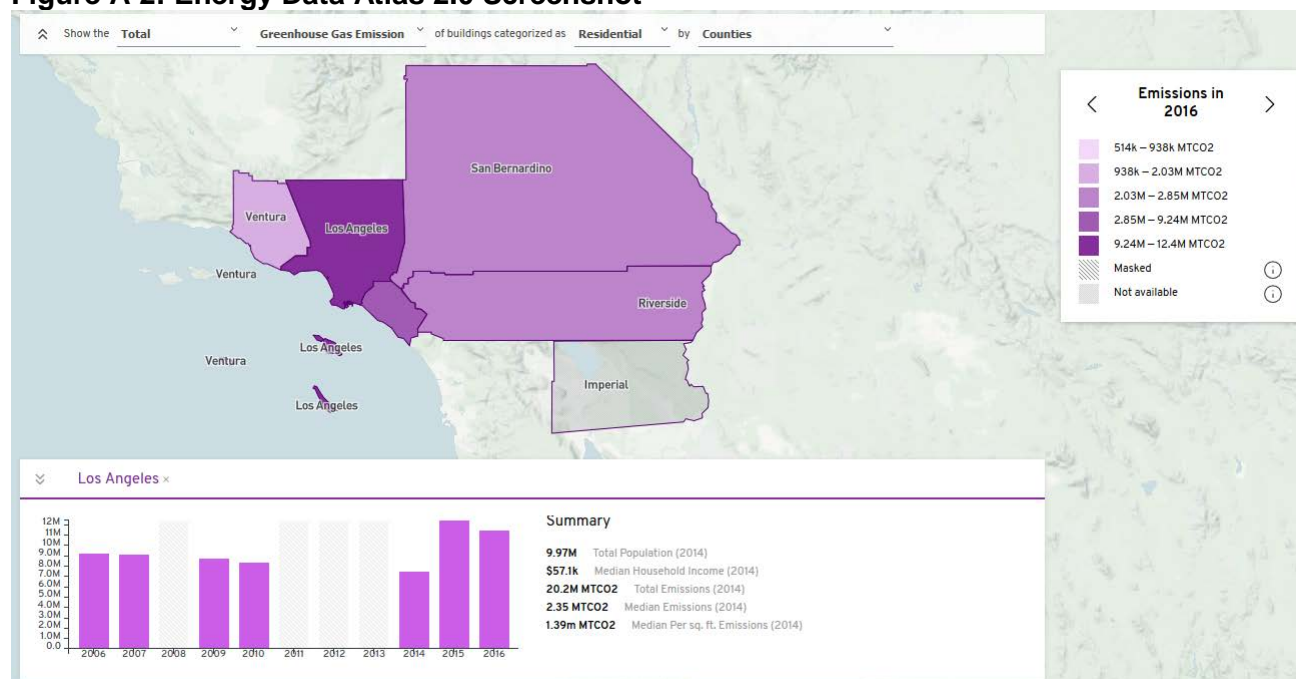 Figure A-2: Energy Data Atlas 2.0 Screenshot
Show the Total Greenhouse Gas Emission of buildings categorized as Residential by Counties
Emissions in
2016
514k – 938k MTCO2
938k – 2.03M MTCO2
2.03M – 2.85M MTCO2
2.85M – 9.24M MTCO2
9.24M – 12.4M MTCO2
Masked
Not available
San Bernardino
Ventura
Los Angeles
Ventura
Riverside
Los Angeles
Ventura
Imperial
Los Angeles
Los Angeles ×
12M
11M
10M
9.0M
8.0M
7.0M
6.0M
5.0M
4.0M
3.0M
2.0M
1.0M
0.0
2006 2007 2008 2009 2010 2011 2012 2013 2014 2015 2016
Summary
9.97M Total Population (2014)
$57.1k Median Household Income (2014)
20.2M MTCO2 Total Emissions (2014)
2.35 MTCO2 Median Emissions (2014)
1.39m MTCO2 Median Per sq. ft. Emissions (2014)